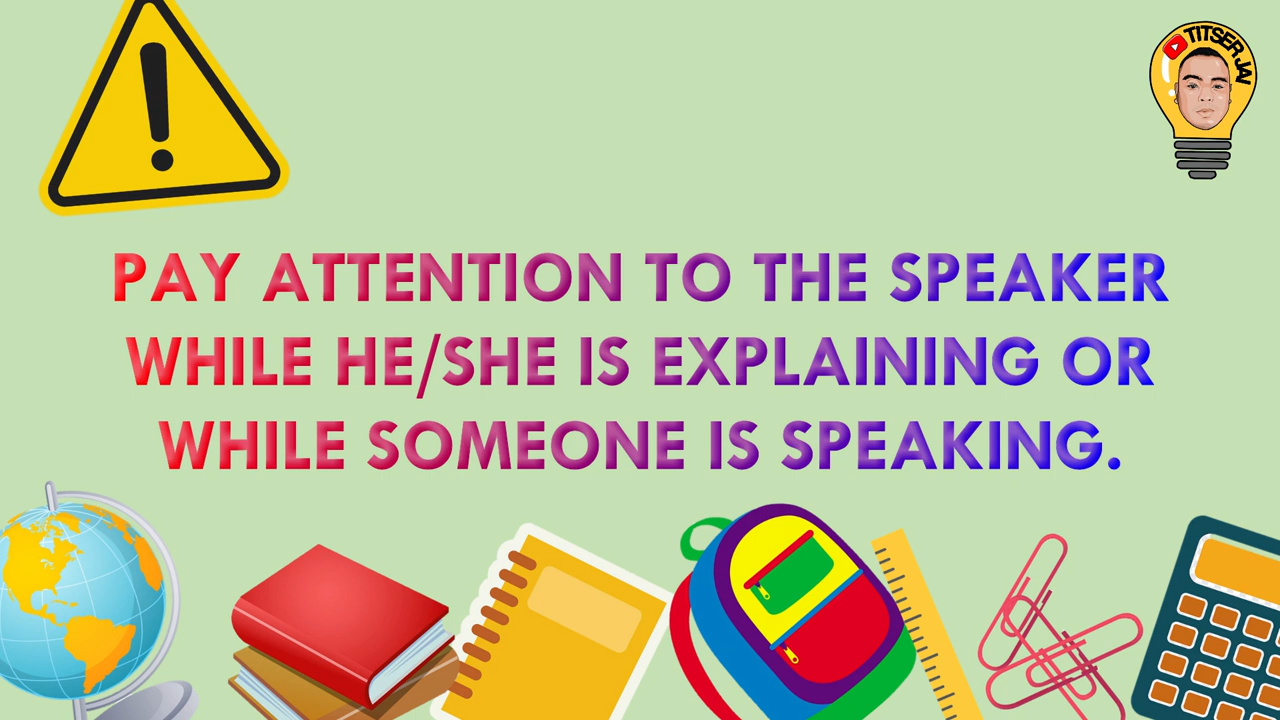 TITSER JAI
PAY ATTENTION TO THE SPEAKER
WHILE HE/SHE IS EXPLAINING OR
WHILE SOMEONE IS SPEAKING.